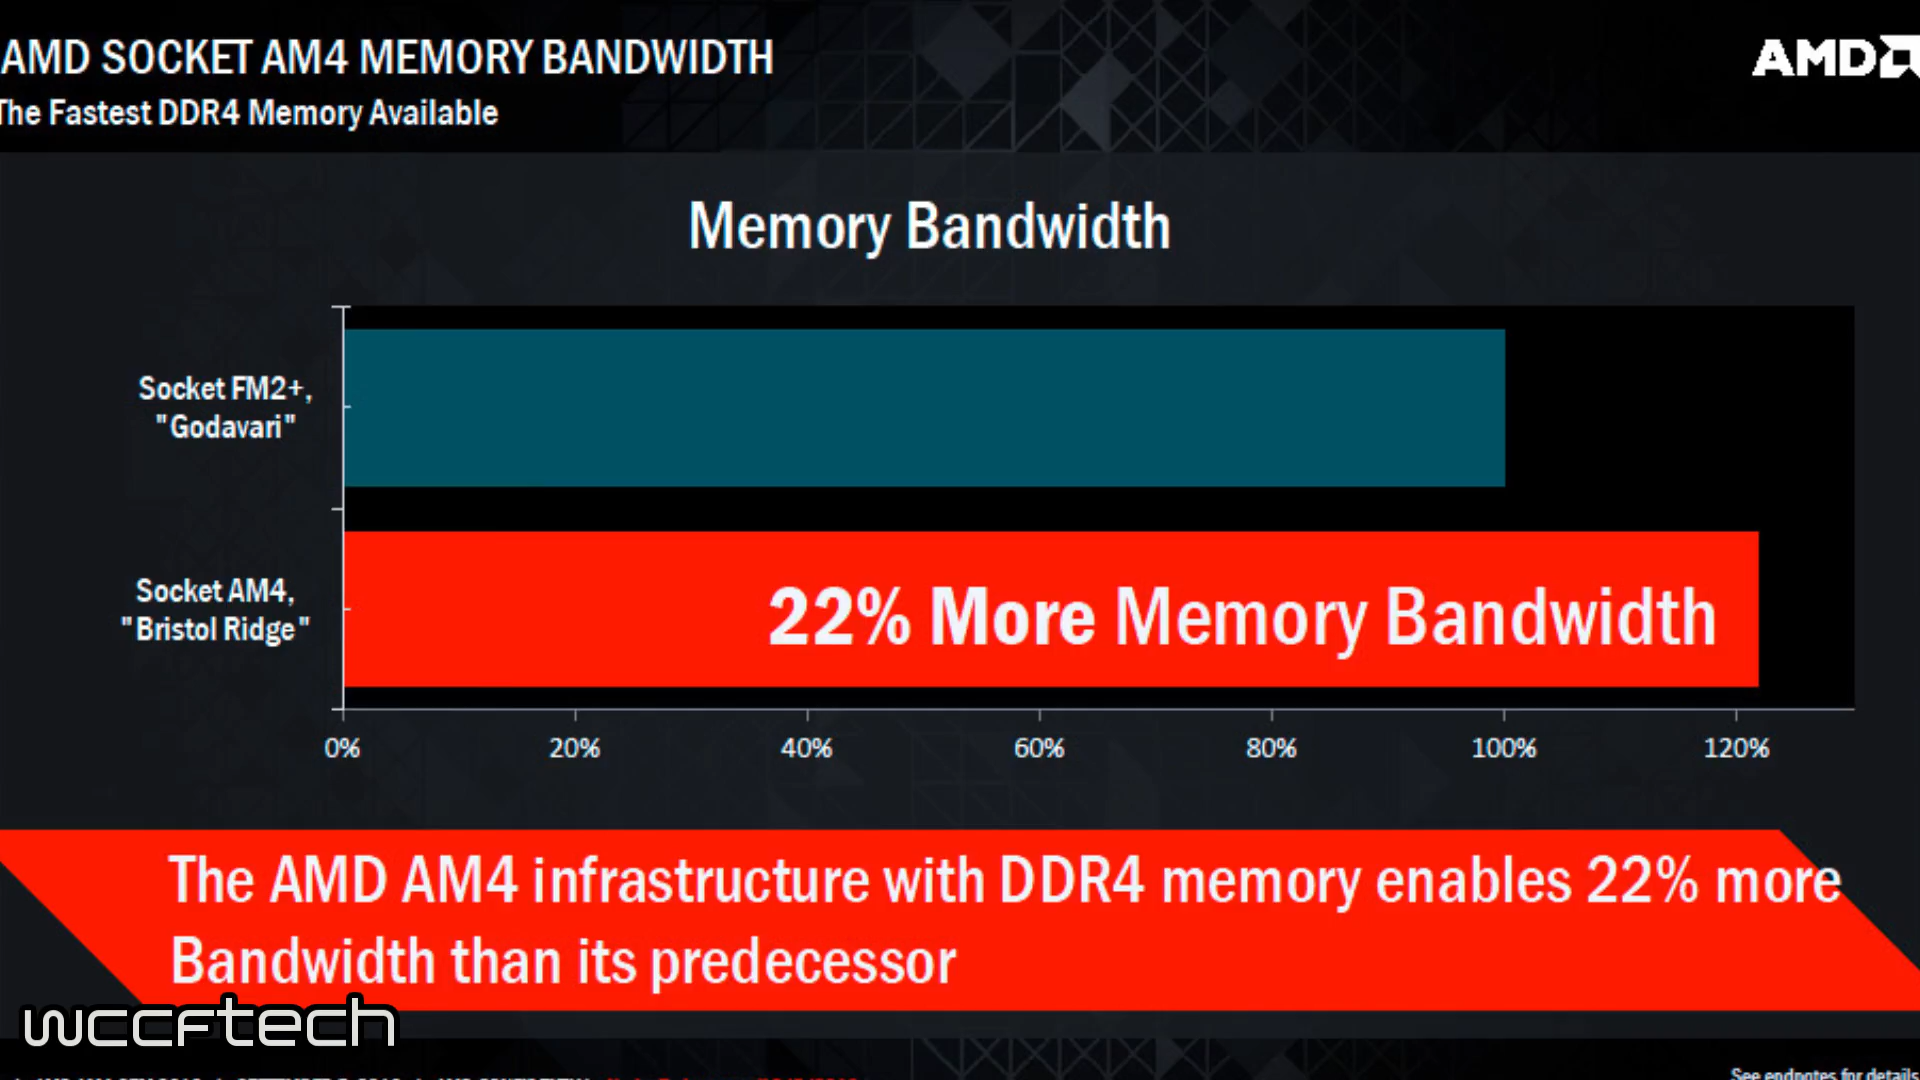 AMD SOCKET AM4 MEMORY BANDWIDTH
AMD
The Fastest DDR4 Memory Available
Memory Bandwidth
Socket FM2+,
"Godavari"
Socket AM4,
"Bristol Ridge"
22% More Memory Bandwidth
0% 20% 40% 60% 80% 100% 120%
The AMD AM4 infrastructure with DDR4 memory enables 22% more
Bandwidth than its predecessor
wccftech
See endnotes for details